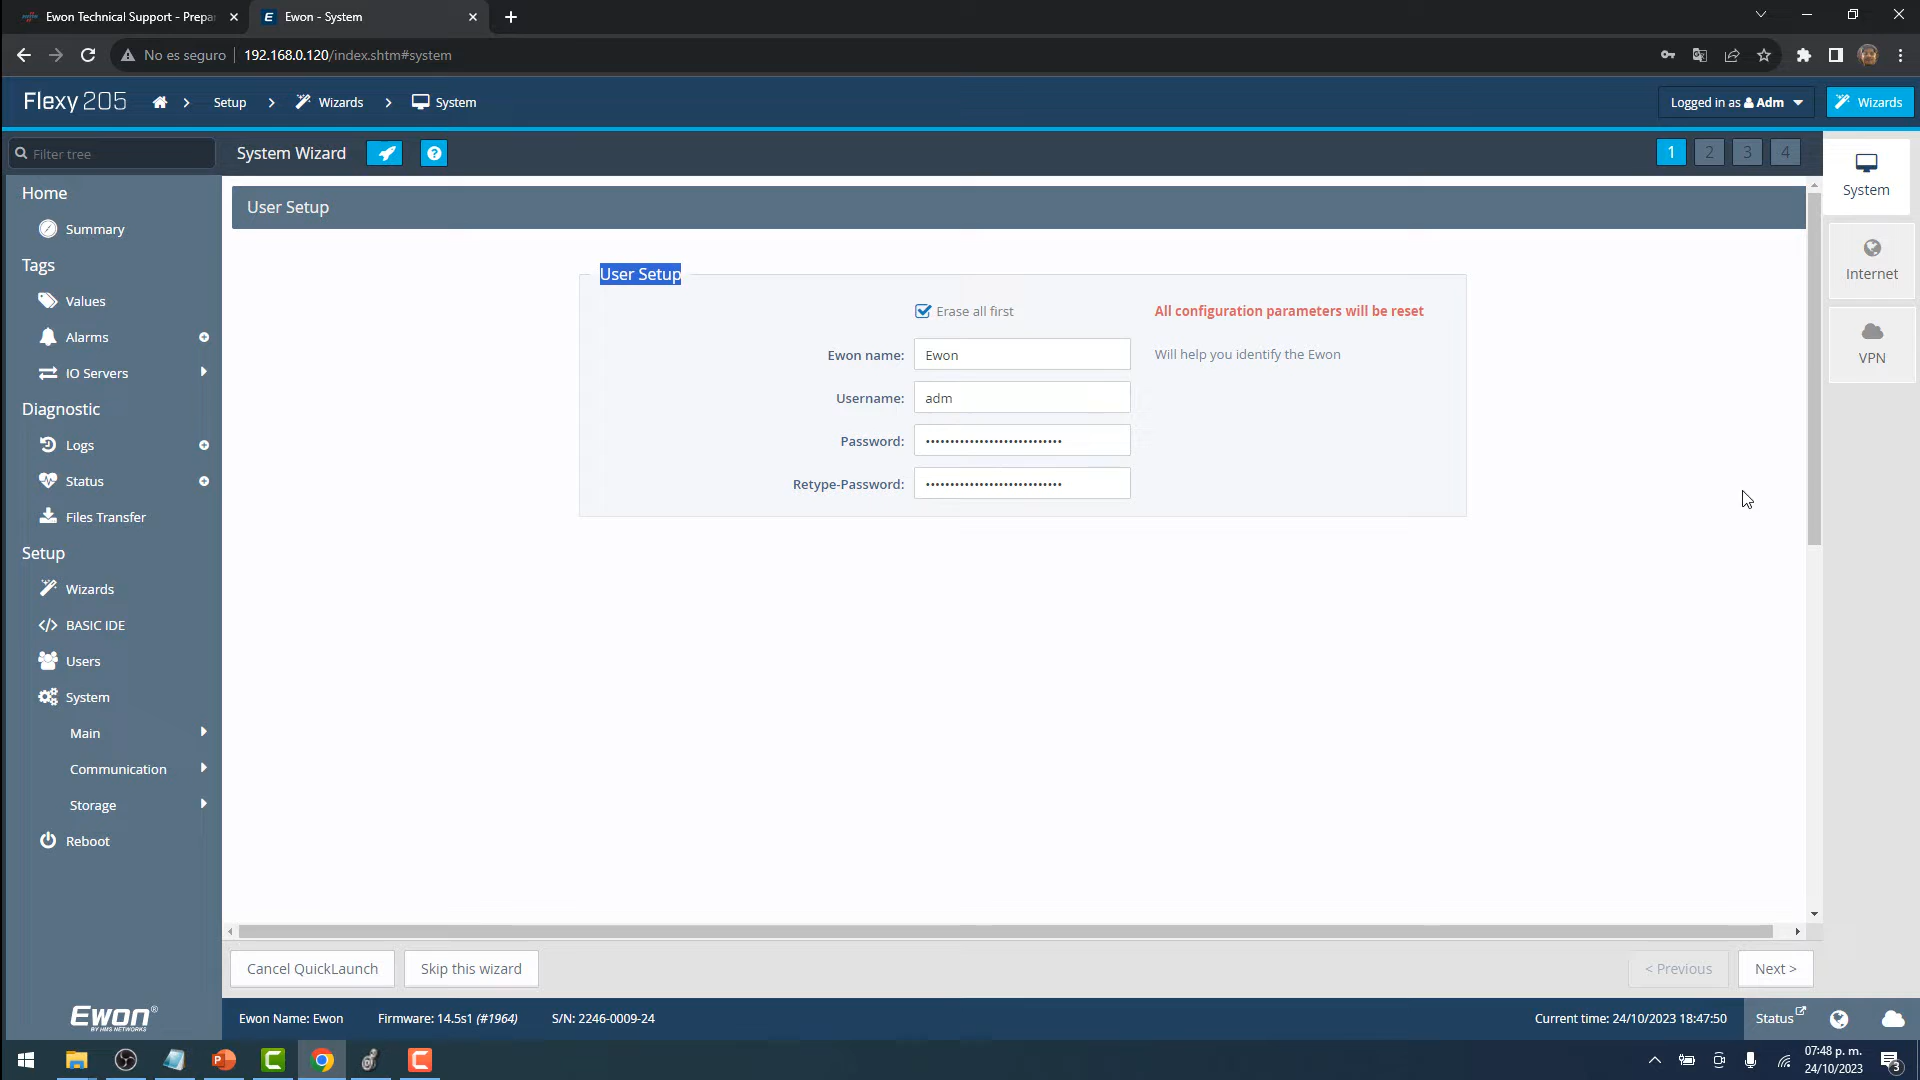 Ewon Technical Support - Prepa
Ewon - System
No es seguro
192.168.0.120/index.shtm#system
Flexy 205
Setup
Wizards
System
Logged in as Adm
Wizards
Filter tree
System Wizard
1
2
3
4
System
Internet
VPN
Home
Summary
Tags
Values
Alarms
IO Servers
Diagnostic
Logs
Status
Files Transfer
Setup
Wizards
BASIC IDE
Users
System
Main
Communication
Storage
Reboot
User Setup
User Setup
Erase all first
All configuration parameters will be reset
Ewon name:
Ewon
Will help you identify the Ewon
Username:
adm
Password:
Retype-Password:
Cancel QuickLaunch
Skip this wizard
< Previous
Next >
Ewon®
BY HMS NETWORKS
Ewon Name: Ewon
Firmware: 14.5s1 (#1964)
S/N: 2246-0009-24
Current time: 24/10/2023 18:47:50
Status
07:48 p. m.
24/10/2023
3